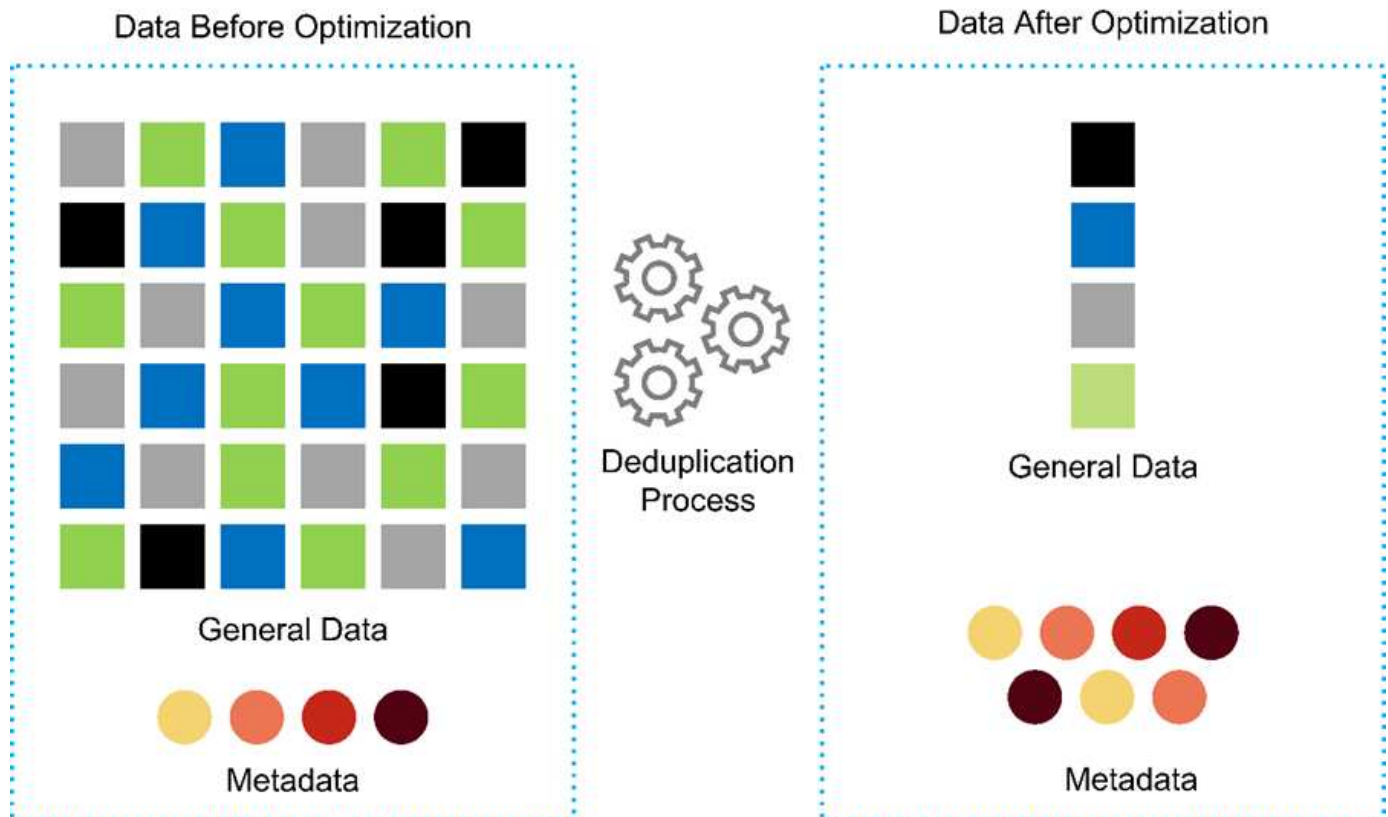 Data Before Optimization
General Data
Metadata
Deduplication
Process
Data After Optimization
General Data
Metadata